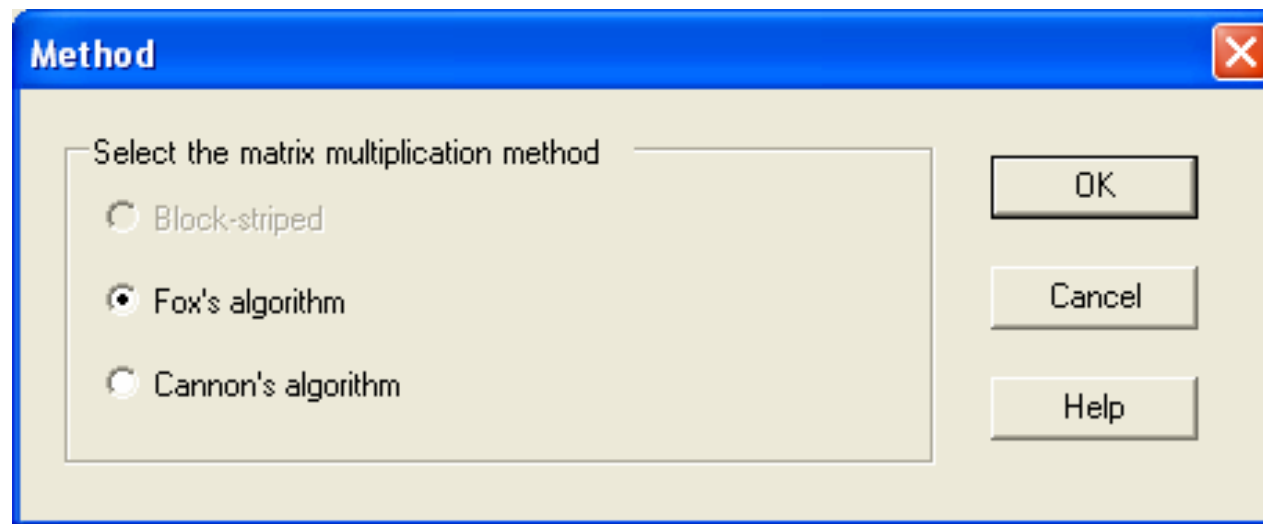 Method
Select the matrix multiplication method
Block-striped
Fox's algorithm
Cannon's algorithm
OK
Cancel
Help